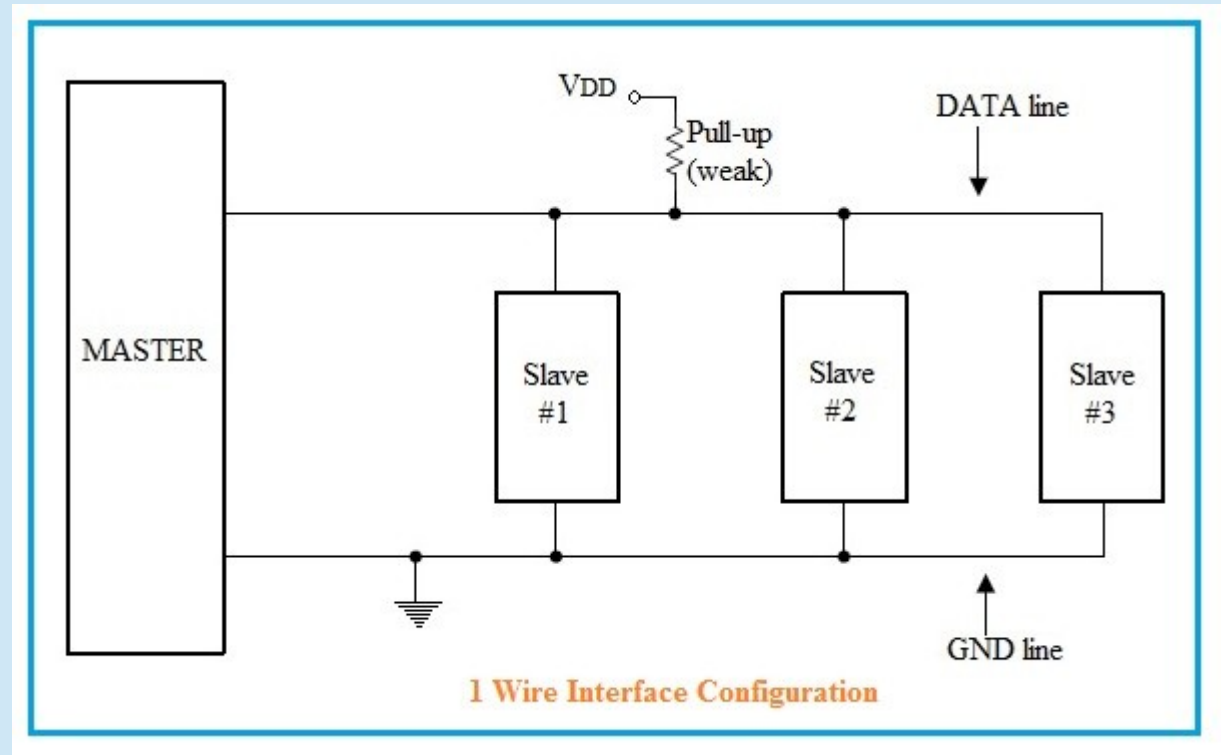 VDD
Pull-up
(weak)
DATA line
MASTER
Slave
#1
Slave
#2
Slave
#3
GND line
1 Wire Interface Configuration